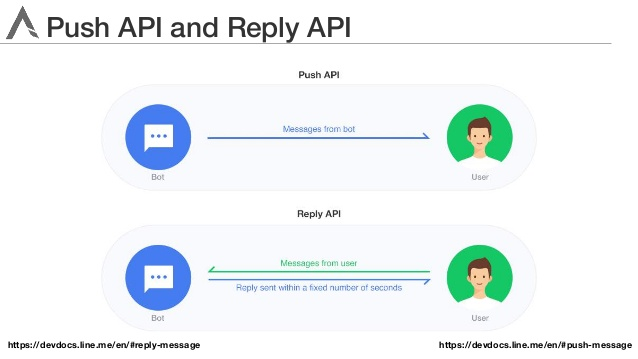 Push API and Reply API
Push API
Messages from bot
Bot
User
Reply API
Messages from user
Reply sent within a fixed number of seconds
Bot
User
https://devdocs.line.me/en/#reply-message
https://devdocs.line.me/en/#push-message